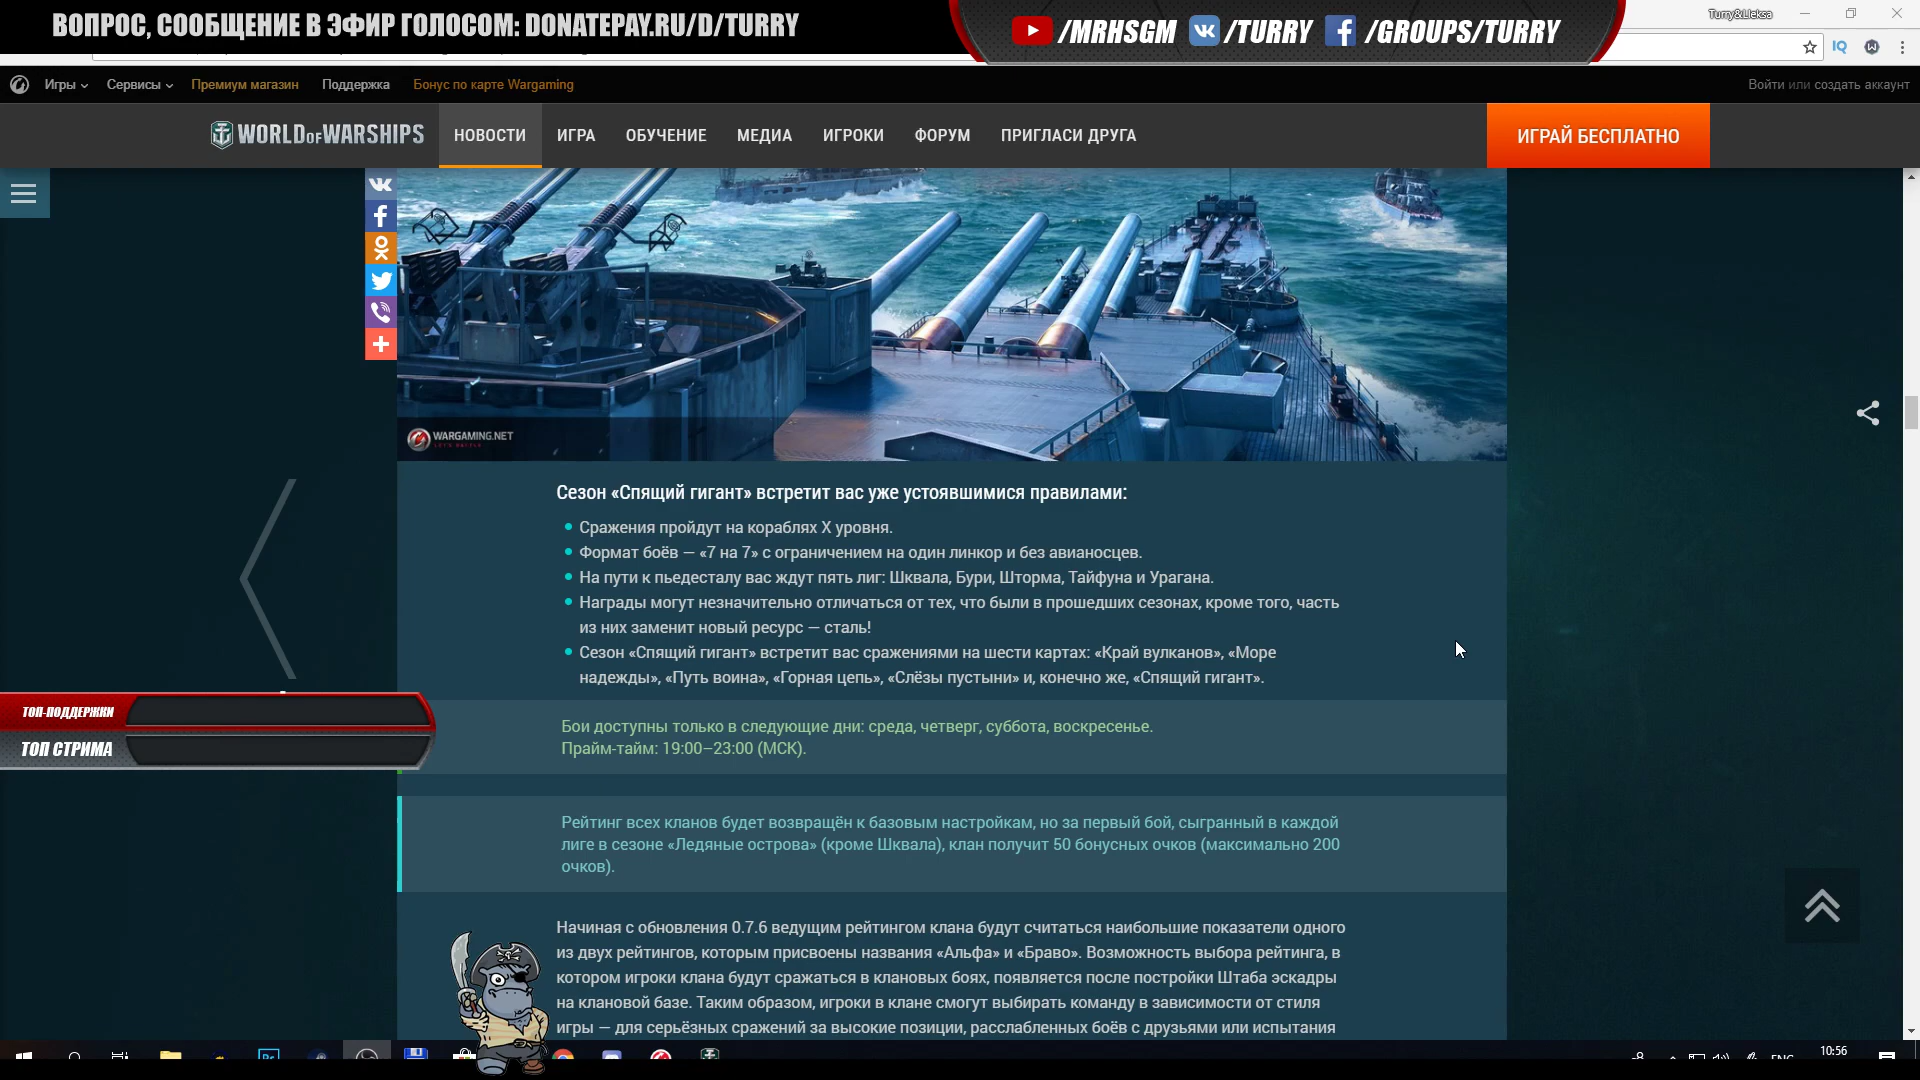 ВОПРОС, СООБЩЕНИЕ В ЭФИР ГОЛОСОМ: DONATEPAY.RU/D/TURRY
/MRHSGM /TURRY /GROUPS/TURRY
Turry&Lleksa
IQ
Игры Сервисы Премиум магазин Поддержка Бонус по карте Wargaming
Войти или создать аккаунт
WORLD OF WARSHIPS
НОВОСТИ ИГРА ОБУЧЕНИЕ МЕДИА ИГРОКИ ФОРУМ ПРИГЛАСИ ДРУГА
ИГРАЙ БЕСПЛАТНО
WARGAMING.NET
LET'S BATTLE
Сезон «Спящий гигант» встретит вас уже устоявшимися правилами:
Сражения пройдут на кораблях X уровня.
Формат боёв — «7 на 7» с ограничением на один линкор и без авианосцев.
На пути к пьедесталу вас ждут пять лиг: Шквала, Бури, Шторма, Тайфуна и Урагана.
Награды могут незначительно отличаться от тех, что были в прошедших сезонах, кроме того, часть
из них заменит новый ресурс — сталь!
Сезон «Спящий гигант» встретит вас сражениями на шести картах: «Край вулканов», «Море
надежды», «Путь воина», «Горная цепь», «Слёзы пустыни» и, конечно же, «Спящий гигант».
ТОП-ПОДДЕРЖКИ
ТОП СТРИМА
Бои доступны только в следующие дни: среда, четверг, суббота, воскресенье.
Прайм-тайм: 19:00–23:00 (МСК).
Рейтинг всех кланов будет возвращён к базовым настройкам, но за первый бой, сыгранный в каждой
лиге в сезоне «Ледяные острова» (кроме Шквала), клан получит 50 бонусных очков (максимально 200
очков).
Начиная с обновления 0.7.6 ведущим рейтингом клана будут считаться наибольшие показатели одного
из двух рейтингов, которым присвоены названия «Альфа» и «Браво». Возможность выбора рейтинга, в
котором игроки клана будут сражаться в клановых боях, появляется после постройки Штаба эскадры
на клановой базе. Таким образом, игроки в клане смогут выбирать команду в зависимости от стиля
игры — для серьёзных сражений за высокие позиции, расслабленных боёв с друзьями или испытания
ENG
10:56